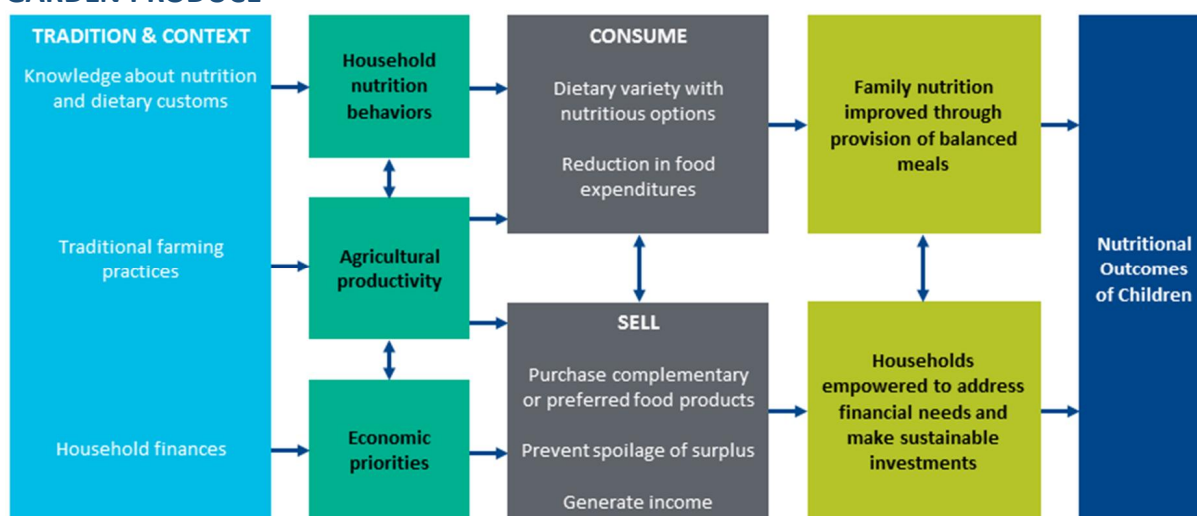 GARDEN PRODUCE
TRADITION & CONTEXT
Knowledge about nutrition
and dietary customs
Traditional farming
practices
Household finances
Household
nutrition
behaviors
Agricultural
productivity
Economic
priorities
CONSUME
Dietary variety with
nutritious options
Reduction in food
expenditures
SELL
Purchase complementary
or preferred food products
Prevent spoilage of surplus
Generate income
Family nutrition
improved through
provision of balanced
meals
Households
empowered to address
financial needs and
make sustainable
investments
Nutritional
Outcomes
of Children